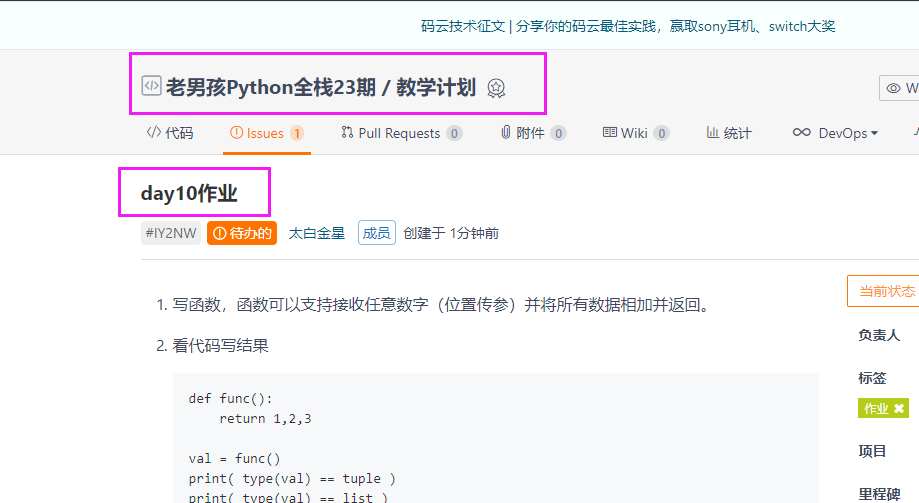 码云技术征文 | 分享你的码云最佳实践，赢取sony耳机、switch大奖
老男孩Python全栈23期 / 教学计划
W
代码 Issues 1 Pull Requests 0 附件 0 Wiki 0 统计 DevOps
day10作业
#IY2NW 待办的 太白金星 成员 创建于 1分钟前
当前状态
1. 写函数，函数可以支持接收任意数字（位置传参）并将所有数据相加并返回。
负责人
2. 看代码写结果
标签
作业
def func():
return 1,2,3
项目
val = func()
print( type(val) == tuple )
print( type(val) == list )
里程碑